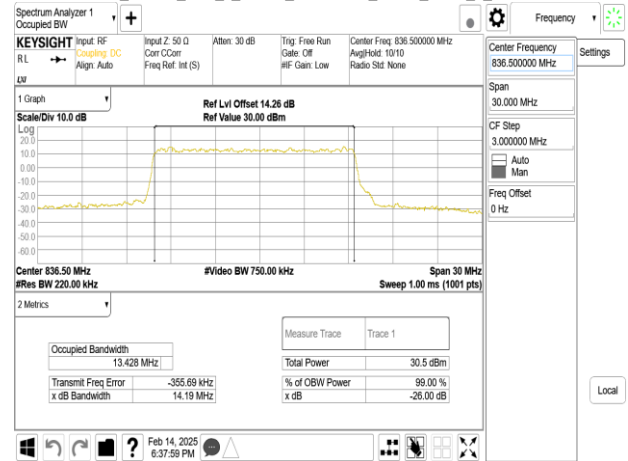 Spectrum Analyzer 1
Occupied BW
Frequency
KEYSIGHT
Input: RF
Coupling: DC
Align: Auto
Input Z: 50 Ω
Corr CCorr
Freq Ref: Int (S)
Atten: 30 dB
Trig: Free Run
Gate: Off
#IF Gain: Low
Center Freq: 836.500000 MHz
Avg|Hold: 10/10
Radio Std: None
RL
LXI
Center Frequency
836.500000 MHz
Settings
Span
30.000 MHz
CF Step
3.000000 MHz
Auto
Man
Freq Offset
0 Hz
1 Graph
Scale/Div 10.0 dB
Ref Lvl Offset 14.26 dB
Ref Value 30.00 dBm
Log
20.0
10.0
0.00
-10.0
-20.0
-30.0
-40.0
-50.0
-60.0
Center 836.50 MHz
#Res BW 220.00 kHz
#Video BW 750.00 kHz
Span 30 MHz
Sweep 1.00 ms (1001 pts)
2 Metrics
Measure Trace Trace 1
Occupied Bandwidth
13.428 MHz
Total Power 30.5 dBm
Transmit Freq Error -355.69 kHz
% of OBW Power 99.00 %
x dB Bandwidth 14.19 MHz
x dB -26.00 dB
Local
?
Feb 14, 2025
6:37:59 PM